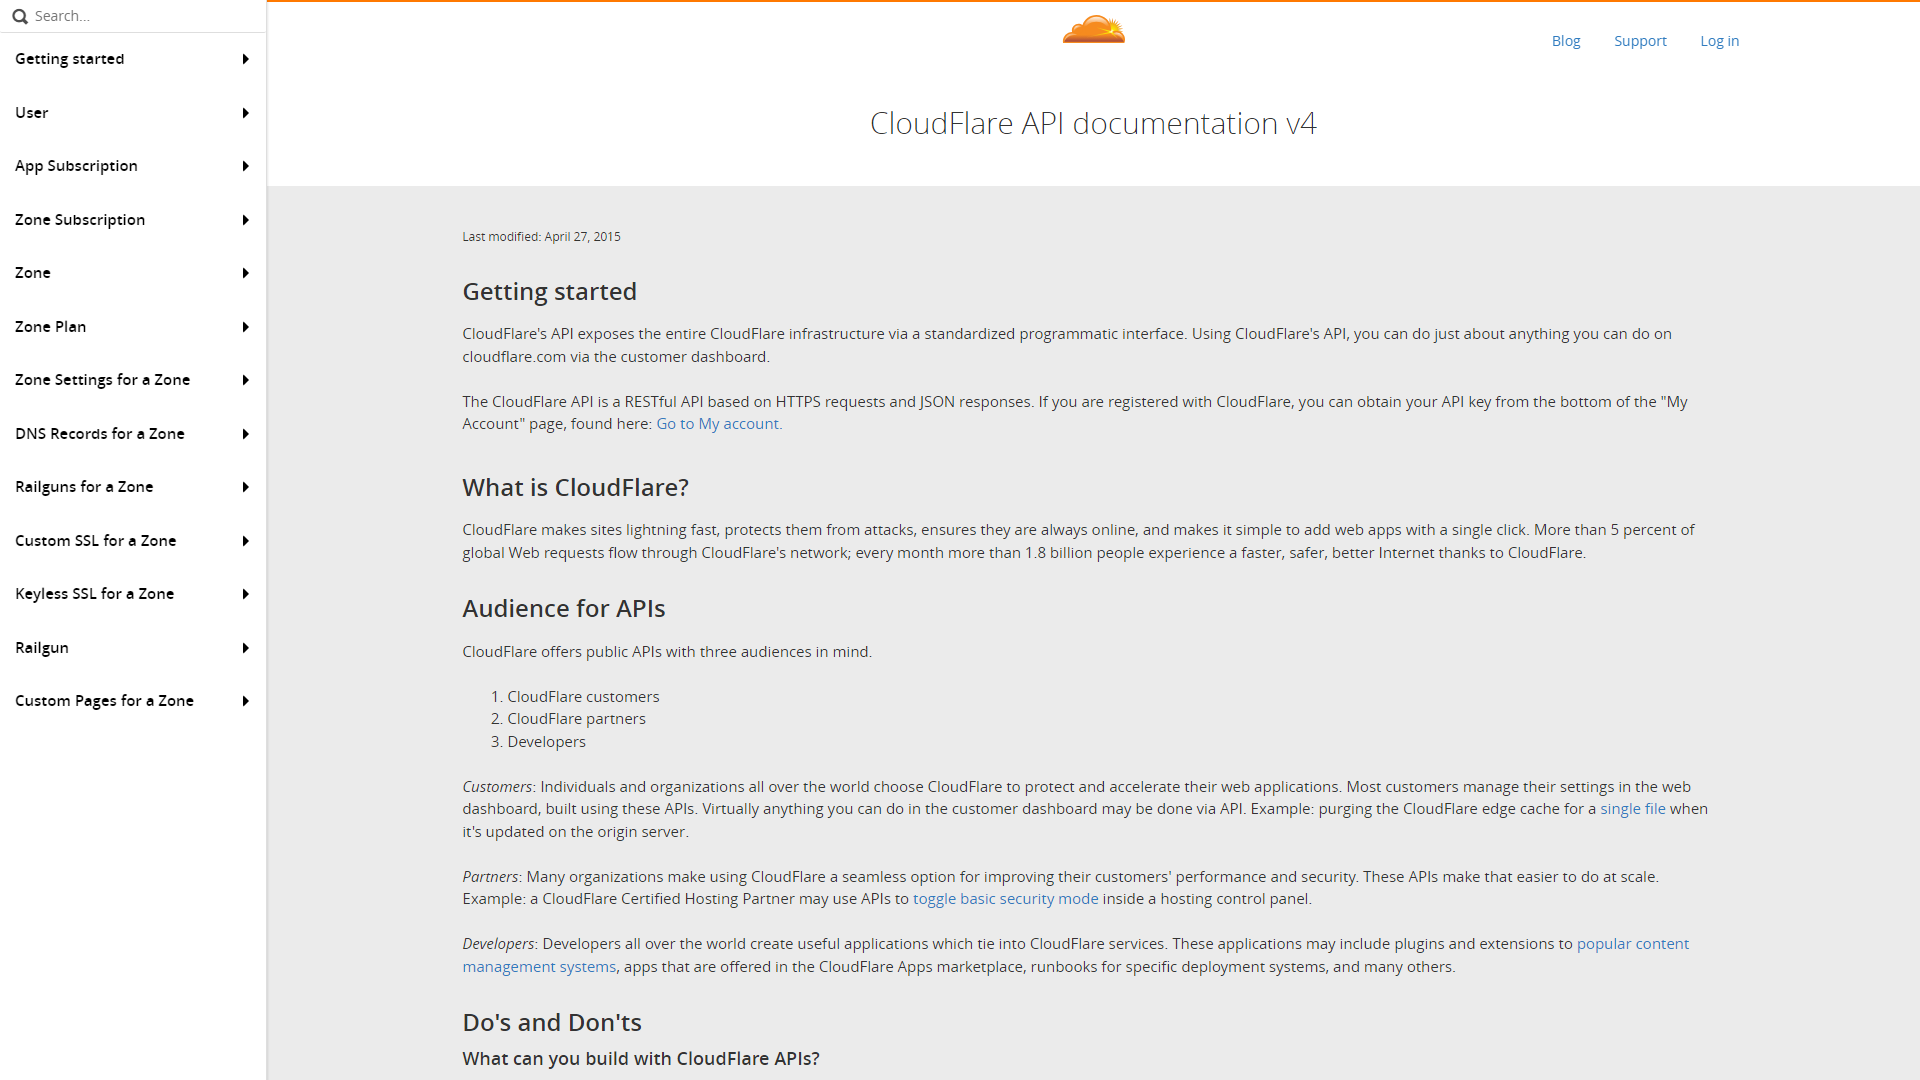 Search...
Getting started
User
App Subscription
Zone Subscription
Zone
Zone Plan
Zone Settings for a Zone
DNS Records for a Zone
Railguns for a Zone
Custom SSL for a Zone
Keyless SSL for a Zone
Railgun
Custom Pages for a Zone
Blog
Support
Log in
CloudFlare API documentation v4
Last modified: April 27, 2015
Getting started
CloudFlare's API exposes the entire CloudFlare infrastructure via a standardized programmatic interface. Using CloudFlare's API, you can do just about anything you can do on
cloudflare.com via the customer dashboard.
The CloudFlare API is a RESTful API based on HTTPS requests and JSON responses. If you are registered with CloudFlare, you can obtain your API key from the bottom of the "My
Account" page, found here: Go to My account.
What is CloudFlare?
CloudFlare makes sites lightning fast, protects them from attacks, ensures they are always online, and makes it simple to add web apps with a single click. More than 5 percent of
global Web requests flow through CloudFlare's network; every month more than 1.8 billion people experience a faster, safer, better Internet thanks to CloudFlare.
Audience for APIs
CloudFlare offers public APIs with three audiences in mind.
1. CloudFlare customers
2. CloudFlare partners
3. Developers
Customers: Individuals and organizations all over the world choose CloudFlare to protect and accelerate their web applications. Most customers manage their settings in the web
dashboard, built using these APIs. Virtually anything you can do in the customer dashboard may be done via API. Example: purging the CloudFlare edge cache for a single file when
it's updated on the origin server.
Partners: Many organizations make using CloudFlare a seamless option for improving their customers' performance and security. These APIs make that easier to do at scale.
Example: a CloudFlare Certified Hosting Partner may use APIs to toggle basic security mode inside a hosting control panel.
Developers: Developers all over the world create useful applications which tie into CloudFlare services. These applications may include plugins and extensions to popular content
management systems, apps that are offered in the CloudFlare Apps marketplace, runbooks for specific deployment systems, and many others.
Do's and Don'ts
What can you build with CloudFlare APIs?